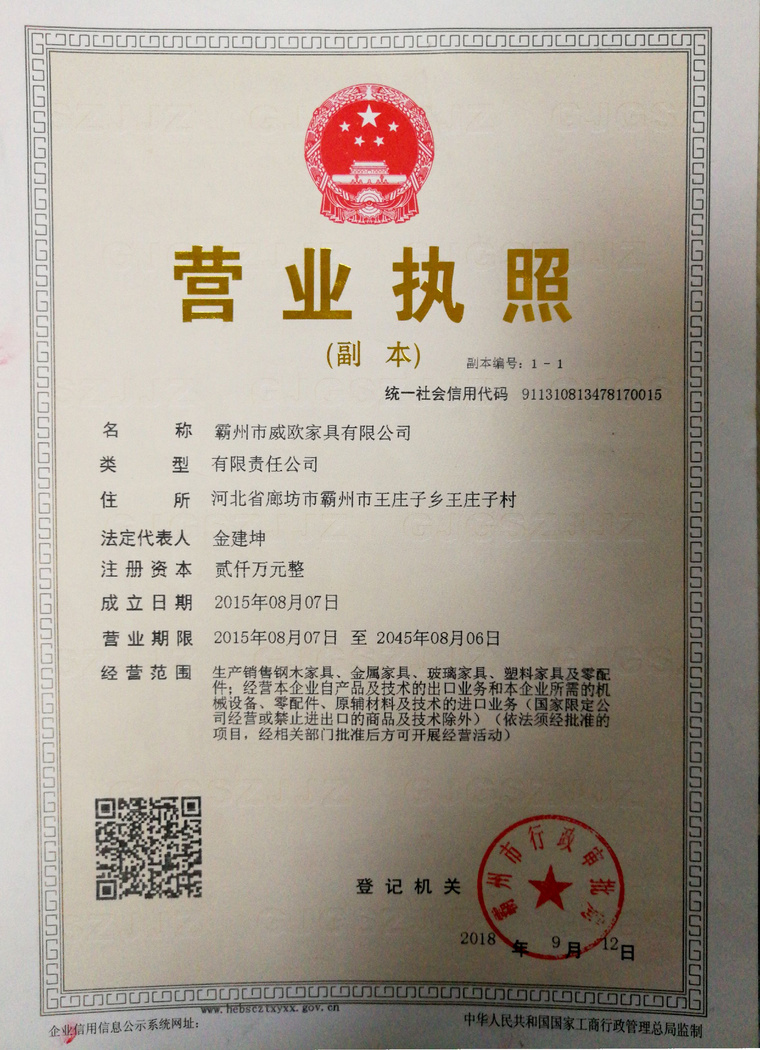 营业执照
(副 本)
副本编号：1 - 1
统一社会信用代码 911310813478170015
名 称 霸州市威欧家具有限公司
类 型 有限责任公司
住 所 河北省廊坊市霸州市王庄子乡王庄子村
法定代表人 金建坤
注册资本 贰仟万元整
成立日期 2015年08月07日
营业期限 2015年08月07日 至 2045年08月06日
经营范围 生产销售钢木家具、金属家具、玻璃家具、塑料家具及零配
件；经营本企业自产品及技术的出口业务和本企业所需的机
械设备、零配件、原辅材料及技术的进口业务（国家限定公
司经营或禁止进出口的商品及技术除外）（依法须经批准的
项目，经相关部门批准后方可开展经营活动）
霸州市行政审批局
登记机关
2018 年 9 月 12 日
www.hebscztxyxx.gov.cn
企业信用信息公示系统网址：
中华人民共和国国家工商行政管理总局监制